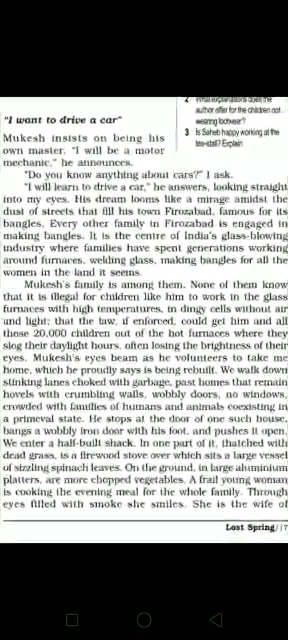 2 What explanations does the
author offer for the children not
wearing footwear?
3 Is Saheb happy working at the
tea-stall? Explain
"I want to drive a car"
Mukesh insists on being his
own master. "I will be a motor
mechanic," he announces.
"Do you know anything about cars?" I ask.
"I will learn to drive a car," he answers, looking straight
into my eyes. His dream looms like a mirage amidst the
dust of streets that fill his town Firozabad, famous for its
bangles. Every other family in Firozabad is engaged in
making bangles. It is the centre of India's glass-blowing
industry where families have spent generations working
around furnaces, welding glass, making bangles for all the
women in the land it seems.
Mukesh's family is among them. None of them know
that it is illegal for children like him to work in the glass
furnaces with high temperatures, in dingy cells without air
and light; that the law, if enforced, could get him and all
those 20,000 children out of the hot furnaces where they
slog their daylight hours, often losing the brightness of their
eyes. Mukesh's eyes beam as he volunteers to take me
home, which he proudly says is being rebuilt. We walk down
stinking lanes choked with garbage, past homes that remain
hovels with crumbling walls, wobbly doors, no windows,
crowded with families of humans and animals coexisting in
a primeval state. He stops at the door of one such house,
bangs a wobbly iron door with his foot, and pushes it open.
We enter a half-built shack. In one part of it, thatched with
dead grass, is a firewood stove over which sits a large vessel
of sizzling spinach leaves. On the ground, in large aluminium
platters, are more chopped vegetables. A frail young woman
is cooking the evening meal for the whole family. Through
eyes filled with smoke she smiles. She is the wife of
Lost Spring/17